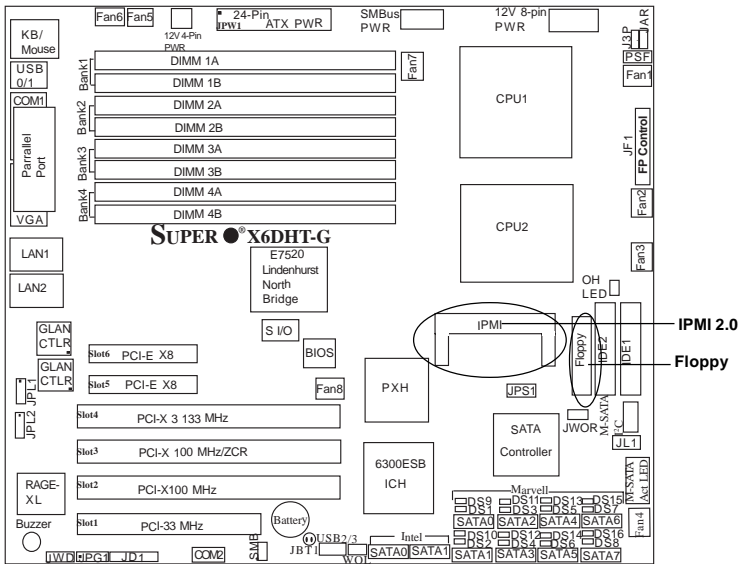 Fan6 Fan5
12V 4-Pin
PWR
24-Pin
JPW1 ATX PWR
SMBus
PWR
12V 8-pin
PWR
J3P
JAR
PSF
Fan1
KB/
Mouse
USB
0/1
COM1
Parrallel
Port
VGA
LAN1
LAN2
Bank1
DIMM 1A
DIMM 1B
Bank2
DIMM 2A
DIMM 2B
Bank3
DIMM 3A
DIMM 3B
Bank4
DIMM 4A
DIMM 4B
Fan7
CPU1
JF1
FP Control
Fan2
CPU2
Fan3
SUPER ® X6DHT-G
E7520
Lindenhurst
North
Bridge
OH
LED
S I/O
BIOS
IPMI
IPMI 2.0
Floppy
IDE2
IDE1
Floppy
GLAN
CTLR
GLAN
CTLR
JPL1
JPL2
Slot6 PCI-E X8
Slot5 PCI-E X8
Fan8
PXH
JPS1
JWOR
M-SATA
I²C
JL1
Slot4 PCI-X 3 133 MHz
Slot3 PCI-X 100 MHz/ZCR
Slot2 PCI-X100 MHz
Slot1 PCI-33 MHz
SATA
Controller
6300ESB
ICH
RAGE-
XL
Buzzer
Battery
M-SATA
Act LED
Fan4
Marvell
DS9 DS11 DS13 DS15
DS1 DS3 DS5 DS7
SATA0 SATA2 SATA4 SATA6
DS10 DS12 DS14 DS16
DS2 DS4 DS6 DS8
SATA1 SATA3 SATA5 SATA7
Intel
SATA0 SATA1
USB2/3
JBT1
WOL
SMB
COM2
JWD JPG1 JD1